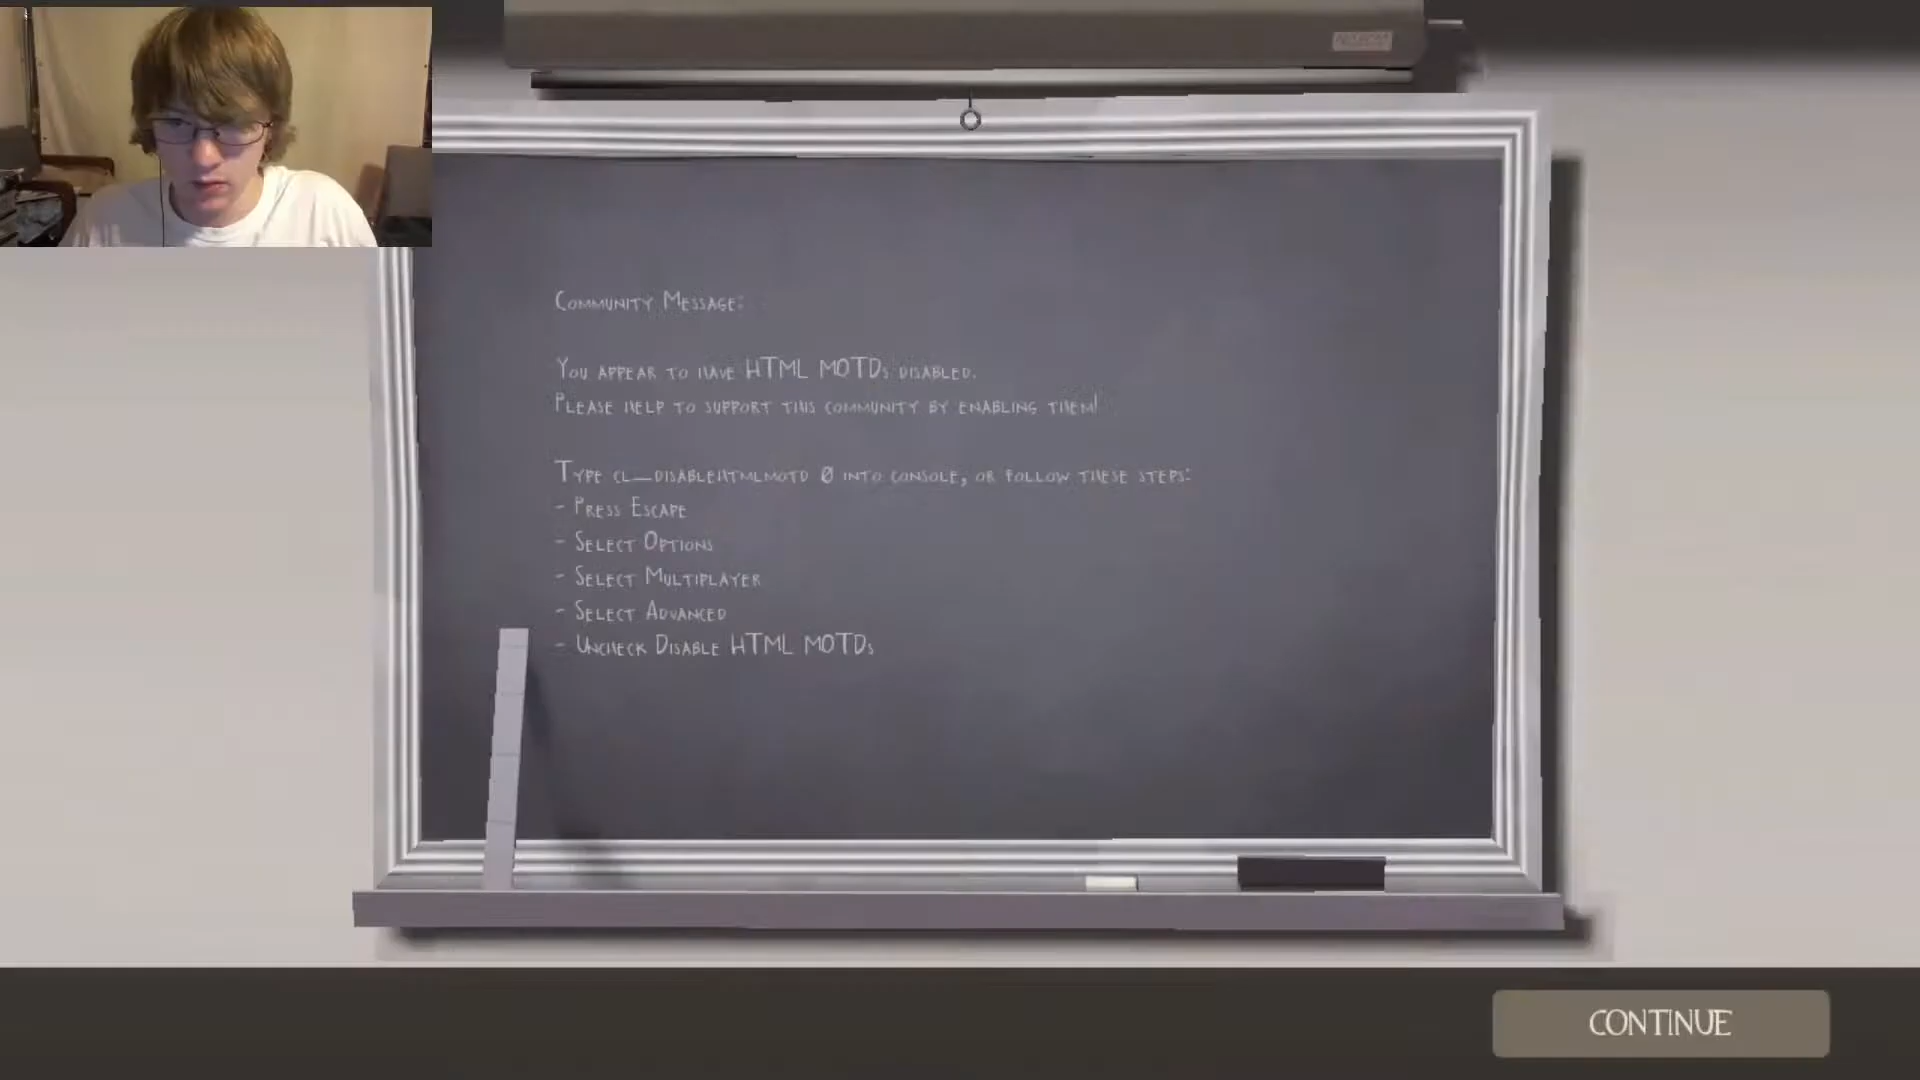 Community Message:
You appear to have HTML MOTDs disabled.
Please help to support this community by enabling them!
Type cl_disablehtmlmotd 0 into console, or follow these steps:
- Press Escape
- Select Options
- Select Multiplayer
- Select Advanced
- Uncheck Disable HTML MOTDs
CONTINUE